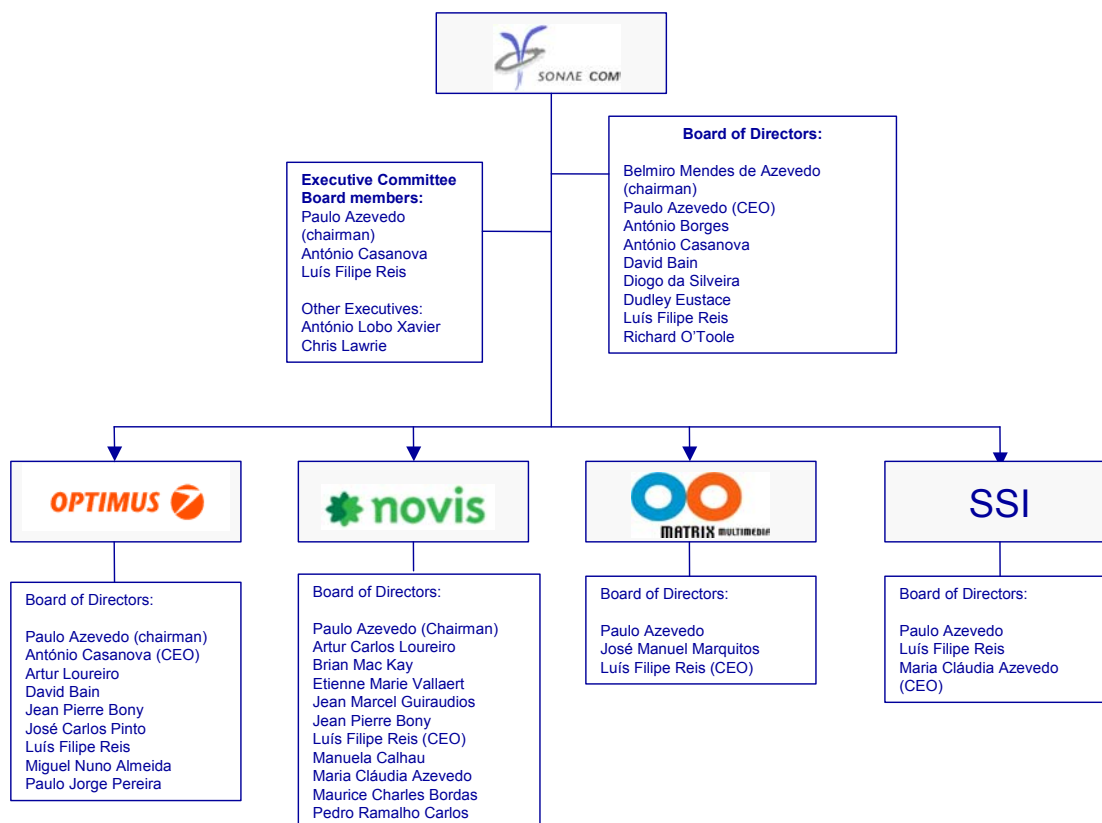 SONAE COM
Board of Directors:
Belmiro Mendes de Azevedo
(chairman)
Paulo Azevedo (CEO)
António Borges
António Casanova
David Bain
Diogo da Silveira
Dudley Eustace
Luís Filipe Reis
Richard O'Toole
Executive Committee
Board members:
Paulo Azevedo
(chairman)
António Casanova
Luís Filipe Reis
Other Executives:
António Lobo Xavier
Chris Lawrie
OPTIMUS
novis
MATRIX MULTIMEDIA
SSI
Board of Directors:
Paulo Azevedo (chairman)
António Casanova (CEO)
Artur Loureiro
David Bain
Jean Pierre Bony
José Carlos Pinto
Luís Filipe Reis
Miguel Nuno Almeida
Paulo Jorge Pereira
Board of Directors:
Paulo Azevedo (Chairman)
Artur Carlos Loureiro
Brian Mac Kay
Etienne Marie Vallaert
Jean Marcel Guiraudios
Jean Pierre Bony
Luís Filipe Reis (CEO)
Manuela Calhau
Maria Cláudia Azevedo
Maurice Charles Bordas
Pedro Ramalho Carlos
Board of Directors:
Paulo Azevedo
José Manuel Marquitos
Luís Filipe Reis (CEO)
Board of Directors:
Paulo Azevedo
Luís Filipe Reis
Maria Cláudia Azevedo
(CEO)